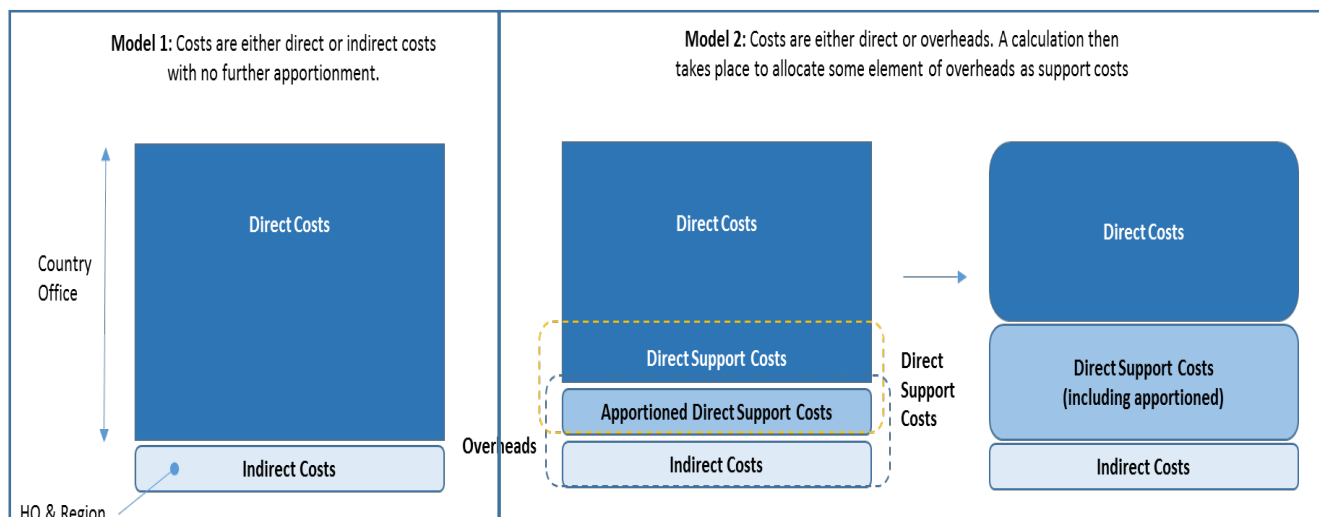 Model 1: Costs are either direct or indirect costs
with no further apportionment.
Direct Costs
Country
Office
Indirect Costs
HQ & Region
Model 2: Costs are either direct or overheads. A calculation then
takes place to allocate some element of overheads as support costs
Direct Costs
Direct Support Costs
Apportioned Direct Support Costs
Overheads
Indirect Costs
Direct
Support
Costs
Direct Costs
Direct Support Costs
(including apportioned)
Indirect Costs